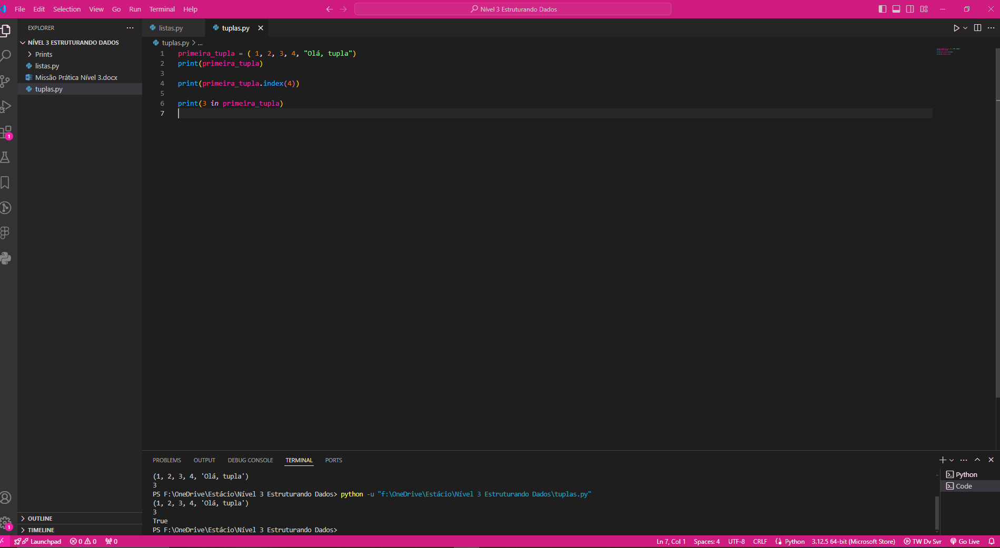 File Edit Selection View Go Run Terminal Help
Nível 3 Estruturando Dados
EXPLORER
NÍVEL 3 ESTRUTURANDO DADOS
Prints
listas.py
Missão Prática Nível 3.docx
tuplas.py
OUTLINE
TIMELINE
1
1
listas.py
tuplas.py
tuplas.py > ...
1 primeira_tupla = ( 1, 2, 3, 4, "Olá, tupla")
2 print(primeira_tupla)
3
4 print(primeira_tupla.index(4))
5
6 print(3 in primeira_tupla)
7
PROBLEMS OUTPUT DEBUG CONSOLE TERMINAL PORTS
(1, 2, 3, 4, 'Olá, tupla')
3
PS F:\OneDrive\Estácio\Nível 3 Estruturando Dados> python -u "f:\OneDrive\Estácio\Nível 3 Estruturando Dados\tuplas.py"
(1, 2, 3, 4, 'Olá, tupla')
3
True
PS F:\OneDrive\Estácio\Nível 3 Estruturando Dados>
Python
Code
Launchpad 0 0 0
Ln 7, Col 1 Spaces: 4 UTF-8 CRLF Python 3.12.5 64-bit (Microsoft Store) TW Dv Svr Go Live